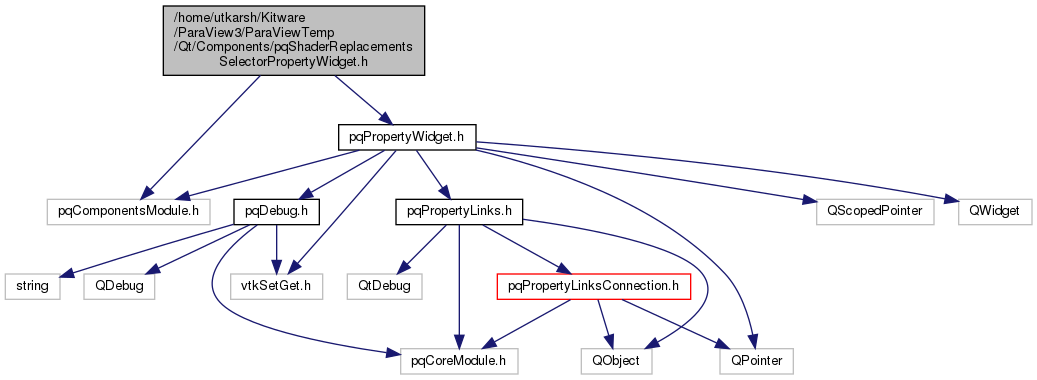 /home/utkarsh/Kitware
/ParaView3/ParaViewTemp
/Qt/Components/pqShaderReplacements
SelectorPropertyWidget.h
pqPropertyWidget.h
pqComponentsModule.h
pqDebug.h
pqPropertyLinks.h
QScopedPointer
QWidget
string
QDebug
vtkSetGet.h
QtDebug
pqPropertyLinksConnection.h
pqCoreModule.h
QObject
QPointer